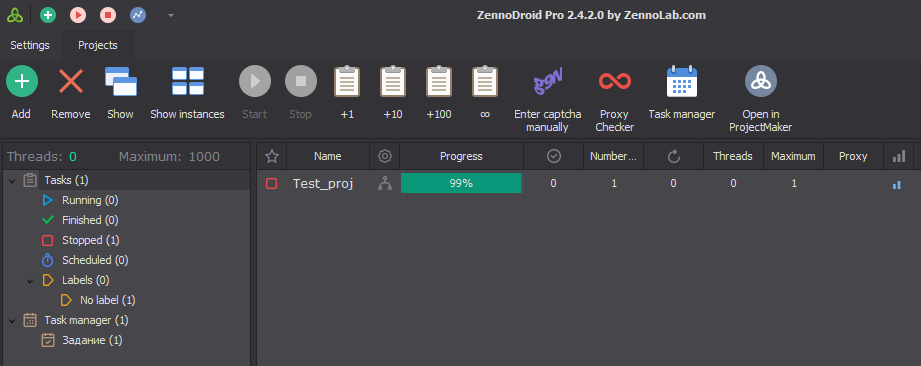 ZennoDroid Pro 2.4.2.0 by ZennoLab.com
Settings Projects
Add Remove Show Show instances Start Stop +1 +10 +100 ∞ Enter captcha manually Proxy Checker Task manager Open in ProjectMaker
Threads: 0 Maximum: 1000
Name Progress Number... Threads Maximum Proxy
Test_proj 99% 0 1 0 0 1
Tasks (1)
Running (0)
Finished (0)
Stopped (1)
Scheduled (0)
Labels (0)
No label (1)
Task manager (1)
Задание (1)